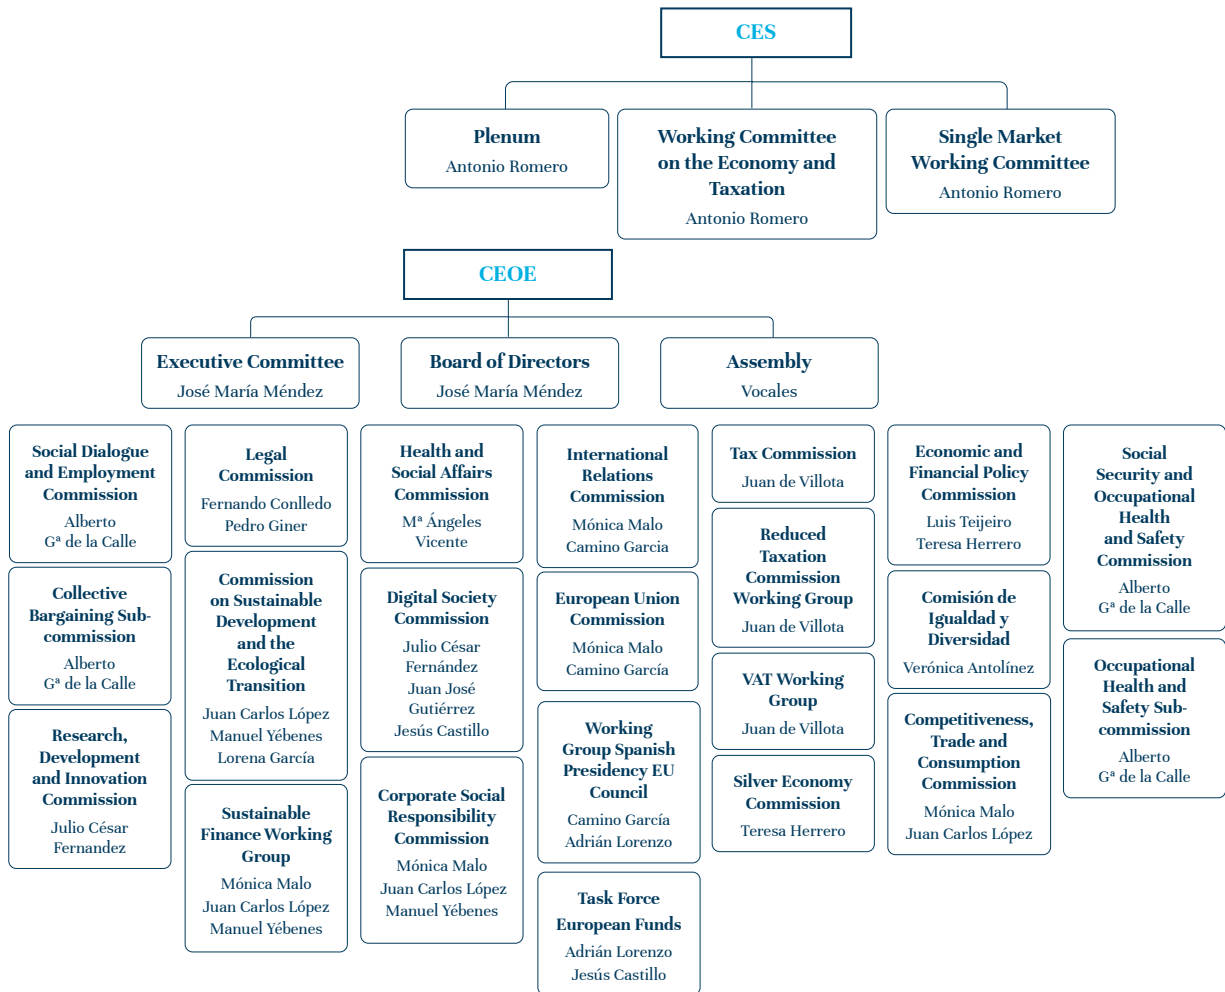 CES
Plenum
Antonio Romero
Working Committee
on the Economy and
Taxation
Antonio Romero
Single Market
Working Committee
Antonio Romero
CEOE
Executive Committee
José María Méndez
Board of Directors
José María Méndez
Assembly
Vocales
Social Dialogue
and Employment
Commission
Alberto
Gª de la Calle
Collective
Bargaining Sub-
commission
Alberto
Gª de la Calle
Research,
Development
and Innovation
Commission
Julio César
Fernandez
Legal
Commission
Fernando Conlledo
Pedro Giner
Commission
on Sustainable
Development
and the
Ecological
Transition
Juan Carlos López
Manuel Yébenes
Lorena García
Sustainable
Finance Working
Group
Mónica Malo
Juan Carlos López
Manuel Yébenes
Health and
Social Affairs
Commission
Mª Ángeles
Vicente
Digital Society
Commission
Julio César
Fernández
Juan José
Gutiérrez
Jesús Castillo
Corporate Social
Responsibility
Commission
Mónica Malo
Juan Carlos López
Manuel Yébenes
International
Relations
Commission
Mónica Malo
Camino Garcia
European Union
Commission
Mónica Malo
Camino García
Working
Group Spanish
Presidency EU
Council
Camino García
Adrián Lorenzo
Task Force
European Funds
Adrián Lorenzo
Jesús Castillo
Tax Commission
Juan de Villota
Reduced
Taxation
Commission
Working Group
Juan de Villota
VAT Working
Group
Juan de Villota
Silver Economy
Commission
Teresa Herrero
Economic and
Financial Policy
Commission
Luis Teijeiro
Teresa Herrero
Comisión de
Igualdad y
Diversidad
Verónica Antolínez
Competitiveness,
Trade and
Consumption
Commission
Mónica Malo
Juan Carlos López
Social
Security and
Occupational
Health
and Safety
Commission
Alberto
Gª de la Calle
Occupational
Health and
Safety Sub-
commission
Alberto
Gª de la Calle